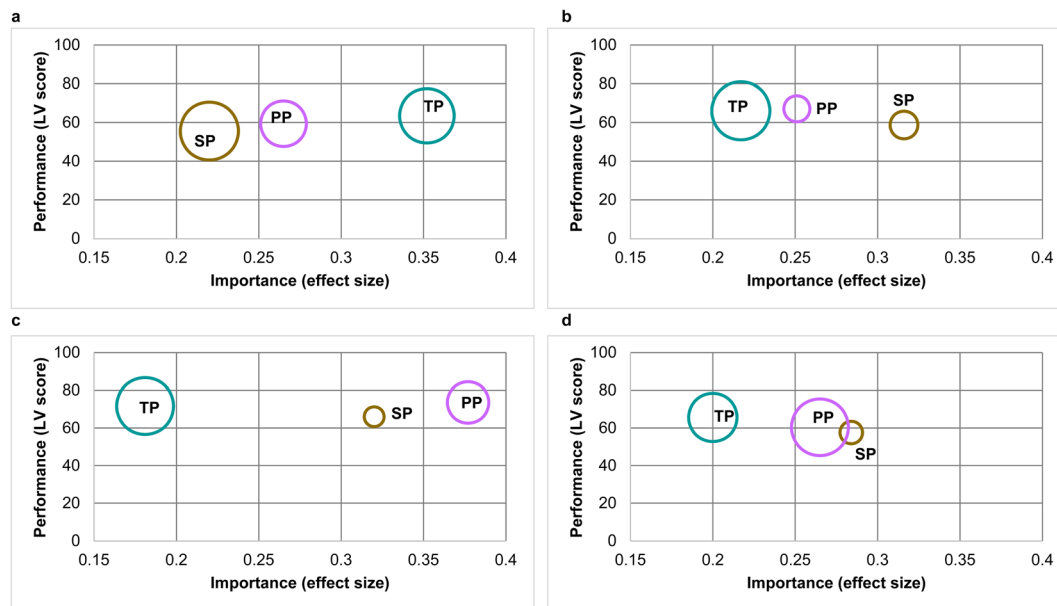 a
Performance (LV score)
100
80
60
40
20
0
SP
PP
TP
0.15 0.2 0.25 0.3 0.35 0.4
Importance (effect size)
b
Performance (LV score)
100
80
60
40
20
0
TP
PP
SP
0.15 0.2 0.25 0.3 0.35 0.4
Importance (effect size)
c
Performance (LV score)
100
80
60
40
20
0
TP
SP
PP
0.15 0.2 0.25 0.3 0.35 0.4
Importance (effect size)
d
Performance (LV score)
100
80
60
40
20
0
TP
PP
SP
0.15 0.2 0.25 0.3 0.35 0.4
Importance (effect size)